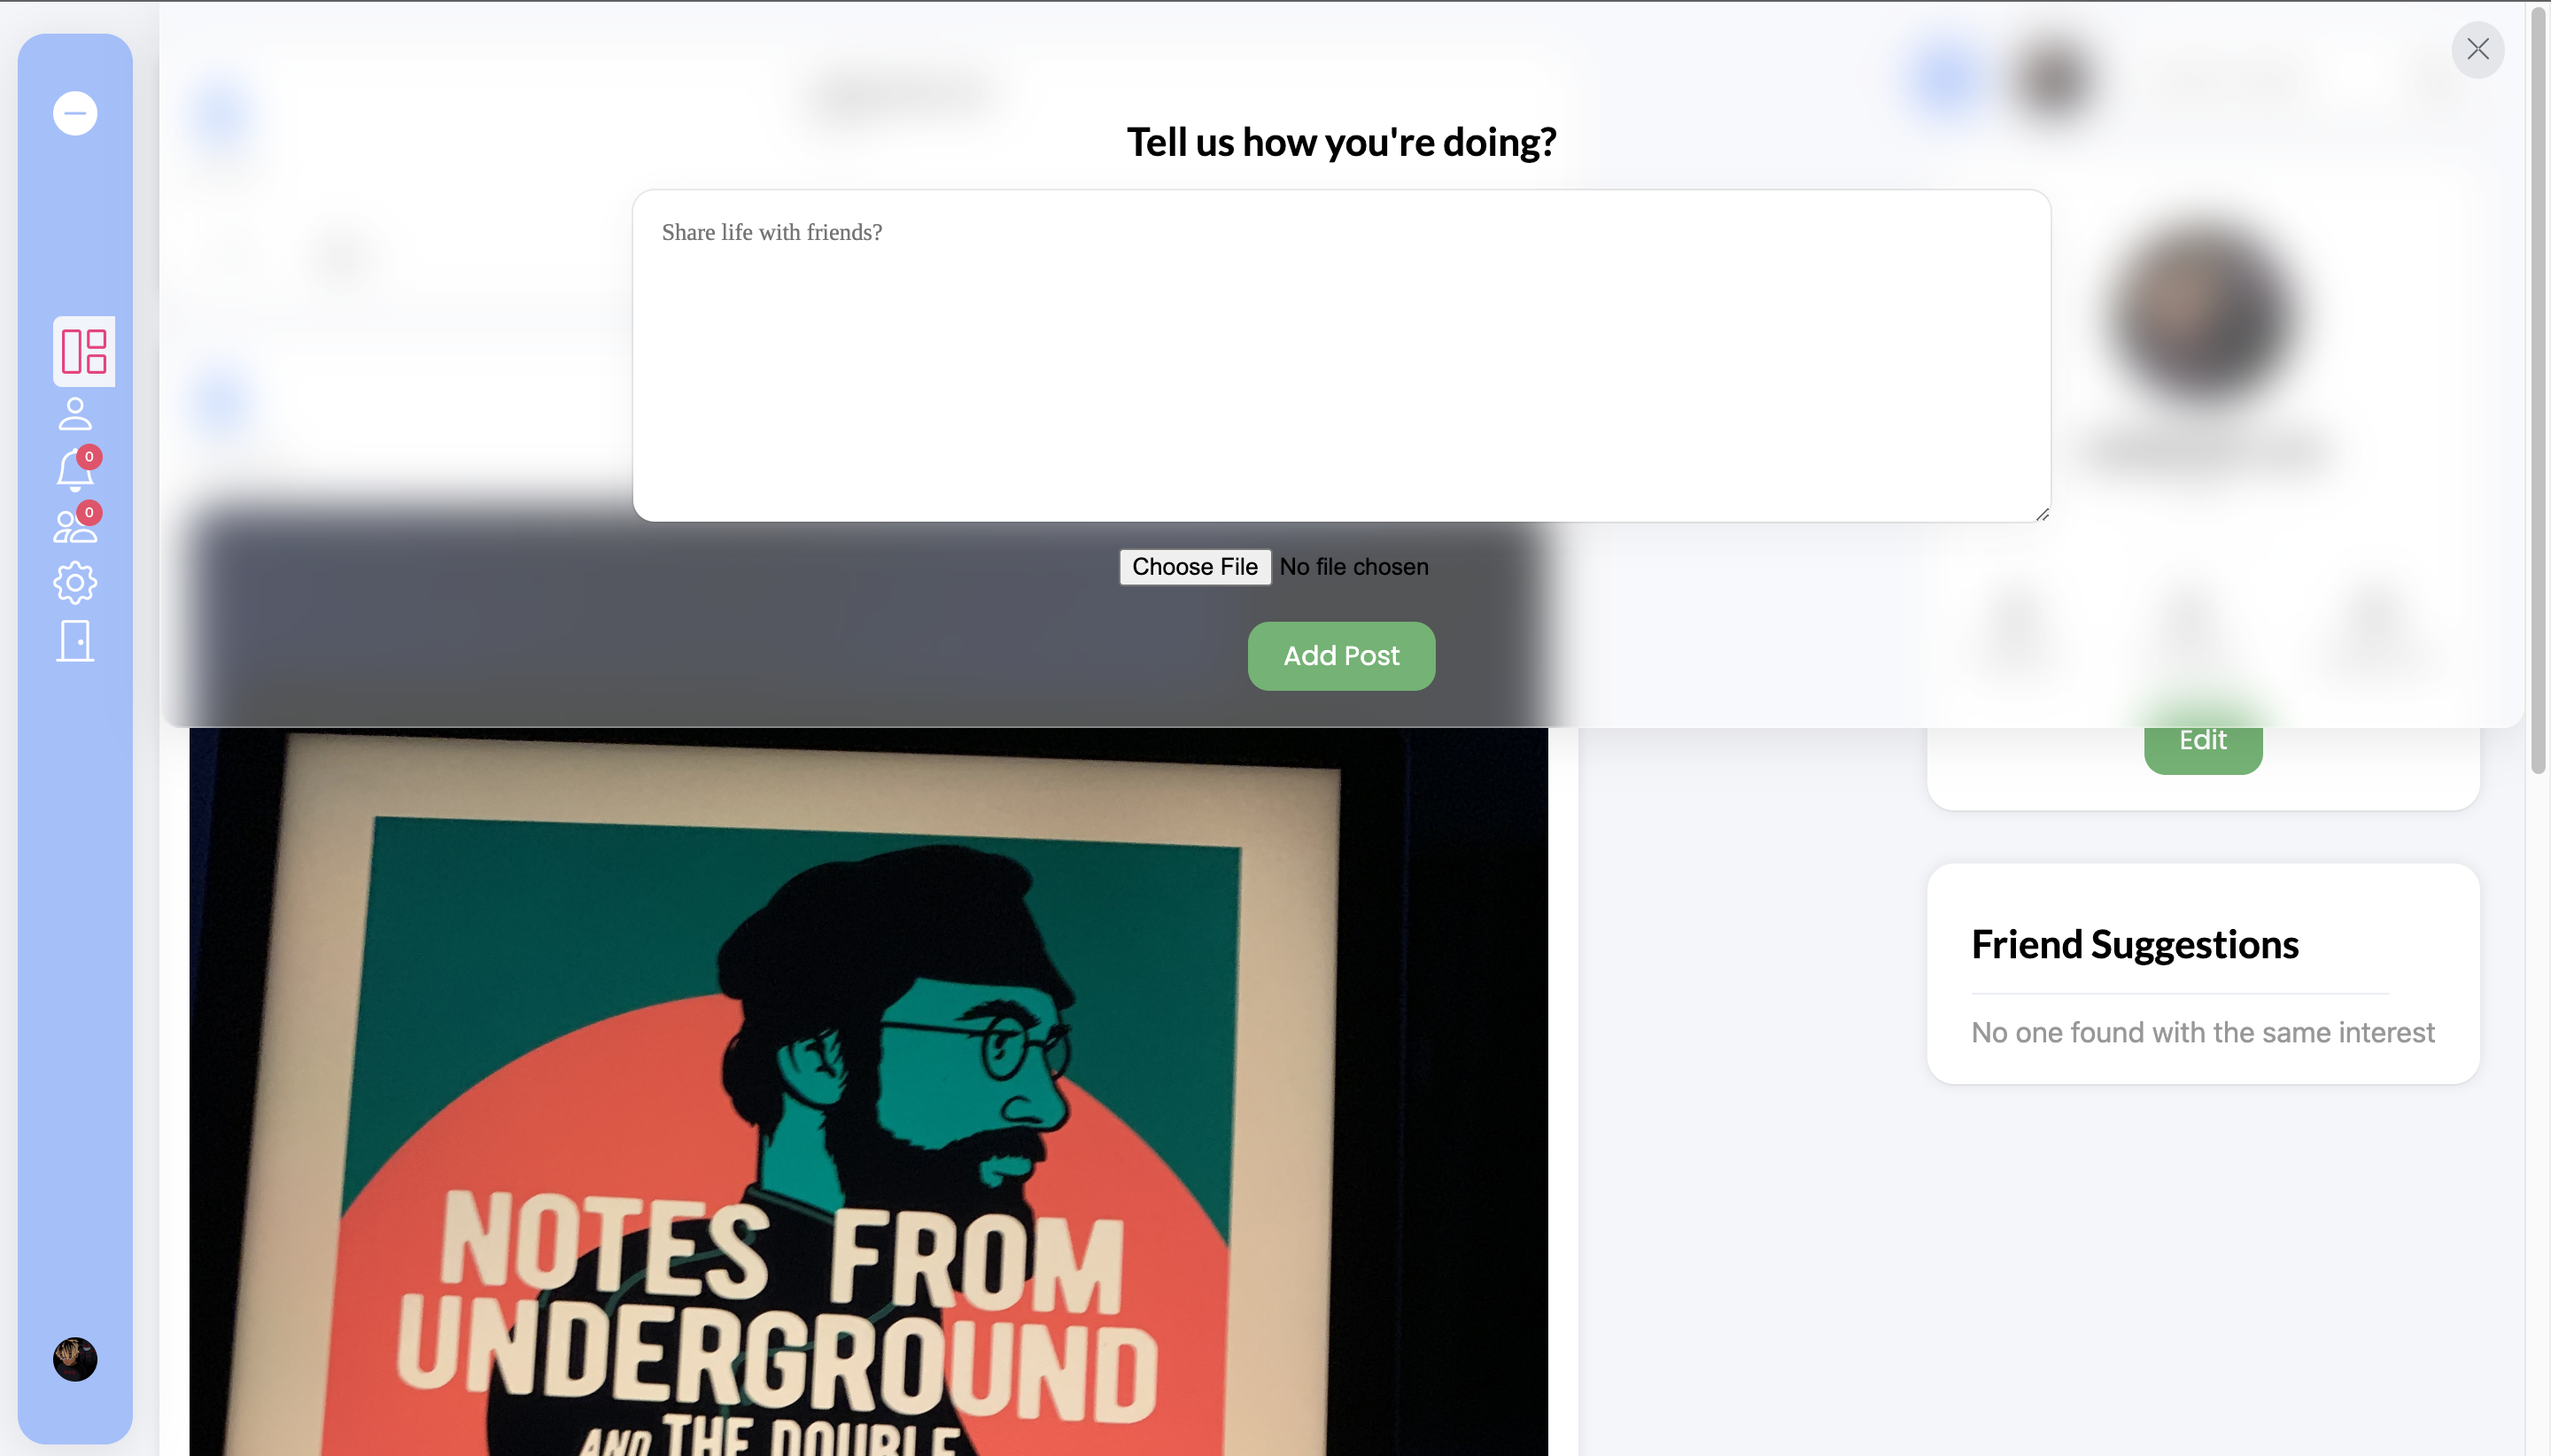 Tell us how you're doing?
Share life with friends?
0
0
Choose File No file chosen
Add Post
Edit
Friend Suggestions
No one found with the same interest
NOTES FROM
UNDERGROUND
AND THE DOUBLE